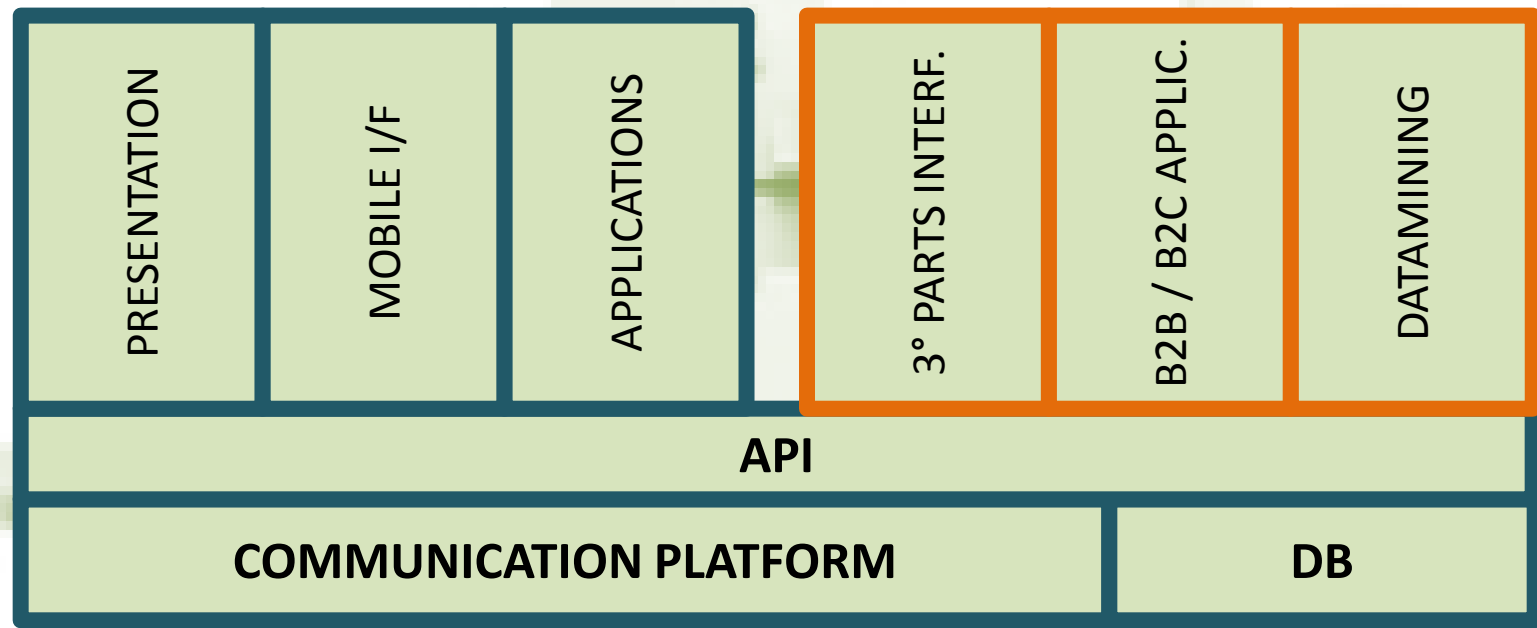 PRESENTATION
MOBILE I/F
APPLICATIONS
3° PARTS INTERF.
B2B / B2C APPLIC.
DATAMINING
API
COMMUNICATION PLATFORM
DB